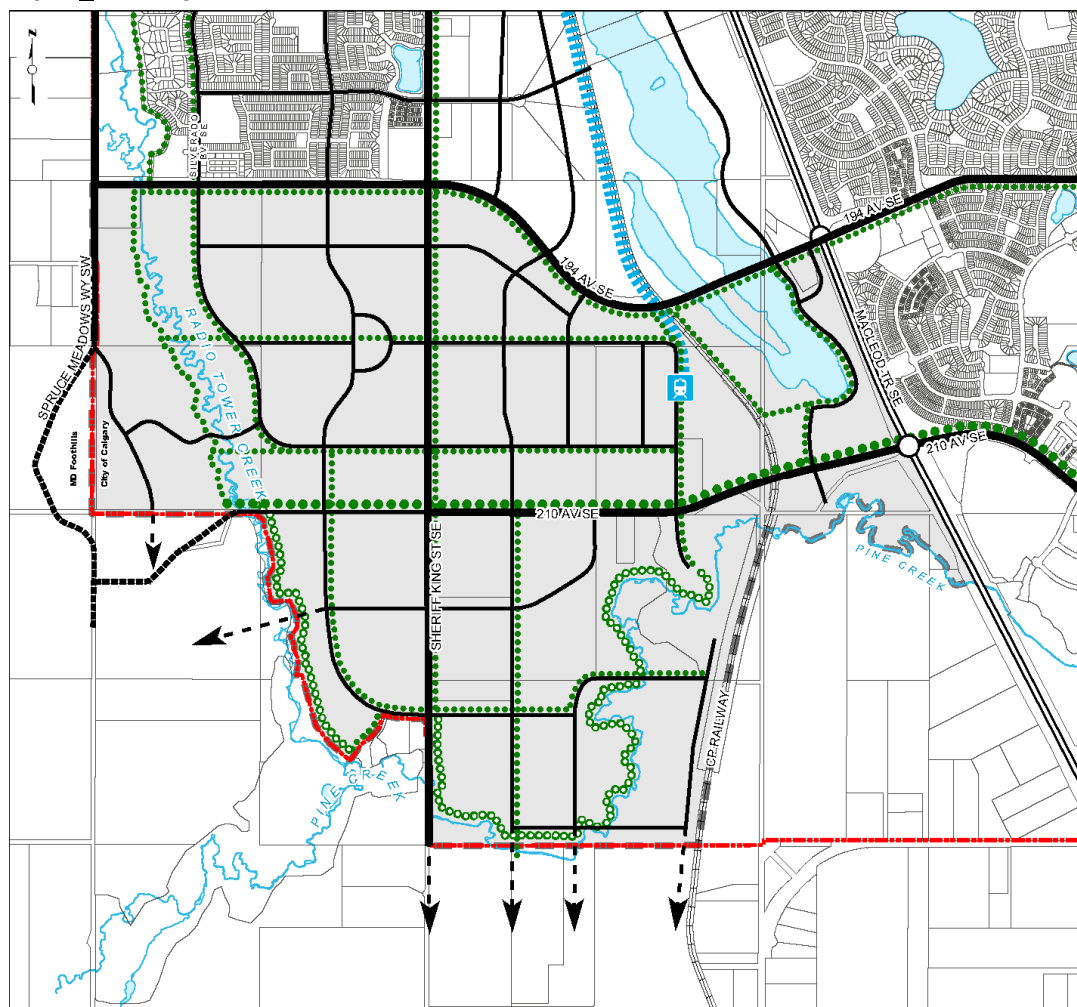 N
SILVERADO
BV SE
194 AV SE
194 AV SE
SPRUCE MEADOWS WY SW
RADIO TOWER CREEK
MACLEOD TR SE
MD Foothills
City of Calgary
210 AV SE
210 AV SE
PINE CREEK
SHERIFF KING ST SE
CP RAILWAY
PINE CREEK